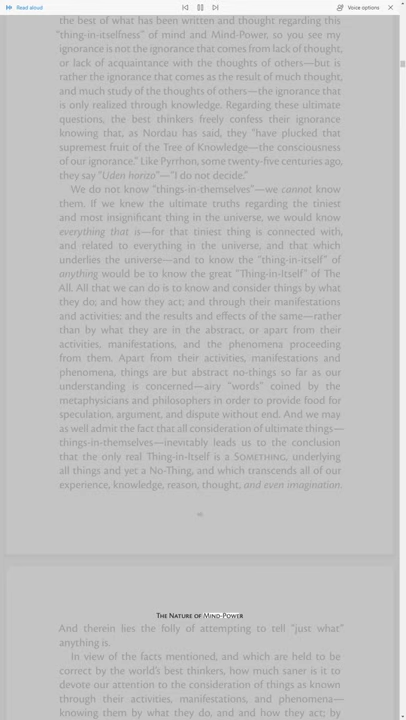 Read aloud
Voice options
the best of what has been written and thought regarding this
"thing-in-itselfness" of mind and Mind-Power, so you see my
ignorance is not the ignorance that comes from lack of thought,
or lack of acquaintance with the thoughts of others—but is
rather the ignorance that comes as the result of much thought,
and much study of the thoughts of others—the ignorance that
is only realized through knowledge. Regarding these ultimate
questions, the best thinkers freely confess their ignorance
knowing that, as Nordau has said, they "have plucked that
supremest fruit of the Tree of Knowledge—the consciousness
of our ignorance." Like Pyrrhon, some twenty-five centuries ago,
they say "Uden horizo"—"I do not decide."
We do not know "things-in-themselves"—we cannot know
them. If we knew the ultimate truths regarding the tiniest
and most insignificant thing in the universe, we would know
everything that is—for that tiniest thing is connected with,
and related to everything in the universe, and that which
underlies the universe—and to know the "thing-in-itself" of
anything would be to know the great "Thing-in-Itself" of The
All. All that we can do is to know and consider things by what
they do; and how they act; and through their manifestations
and activities; and the results and effects of the same—rather
than by what they are in the abstract, or apart from their
activities, manifestations, and the phenomena proceeding
from them. Apart from their activities, manifestations and
phenomena, things are but abstract no-things so far as our
understanding is concerned—airy "words" coined by the
metaphysicians and philosophers in order to provide food for
speculation, argument, and dispute without end. And we may
as well admit the fact that all consideration of ultimate things—
things-in-themselves—inevitably leads us to the conclusion
that the only real Thing-in-Itself is a Something, underlying
all things and yet a No-Thing, and which transcends all of our
experience, knowledge, reason, thought, and even imagination.
The Nature of Mind-Power
And therein lies the folly of attempting to tell "just what"
anything is.
In view of the facts mentioned, and which are held to be
correct by the world's best thinkers, how much saner is it to
devote our attention to the consideration of things as known
through their activities, manifestations, and phenomena—
knowing them by what they do, and and how they act; by